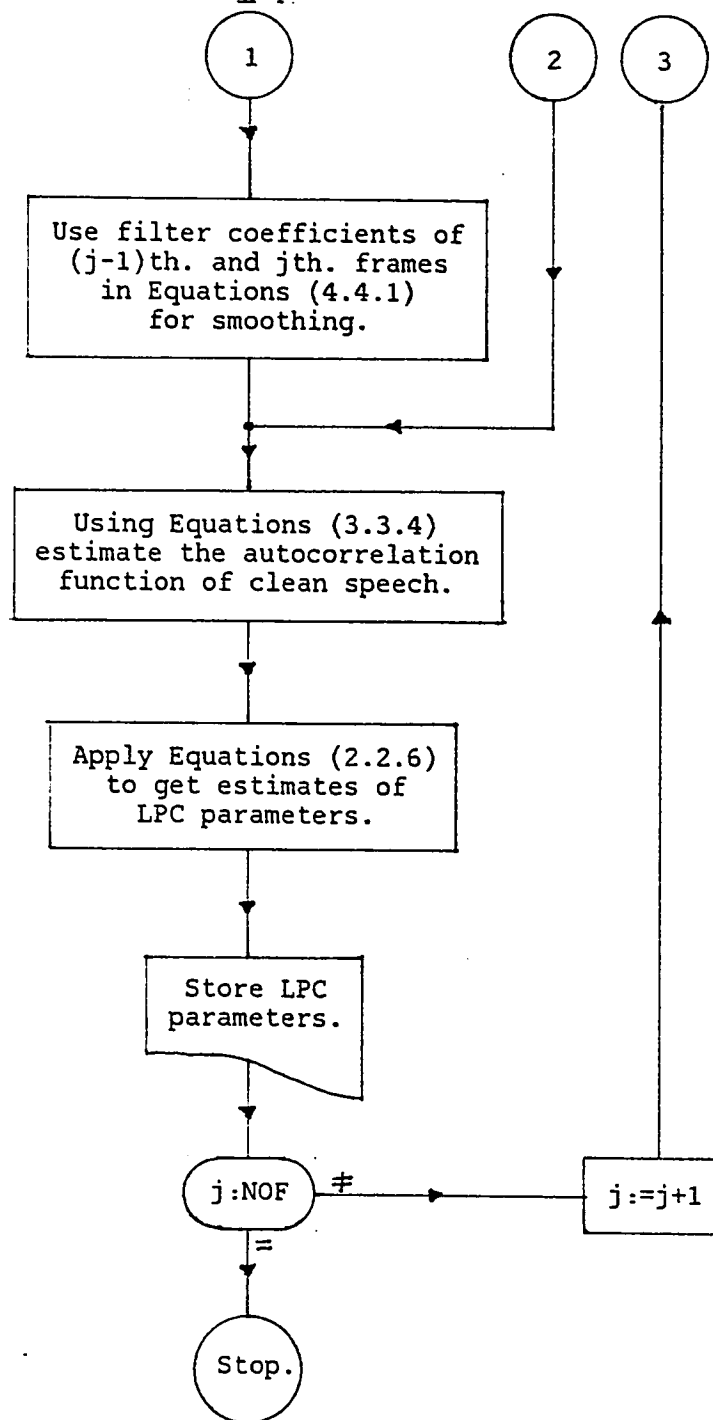 1
2
3
Use filter coefficients of
(j-1)th. and jth. frames
in Equations (4.4.1)
for smoothing.
Using Equations (3.3.4)
estimate the autocorrelation
function of clean speech.
Apply Equations (2.2.6)
to get estimates of
LPC parameters.
Store LPC
parameters.
j:NOF
≠
j:=j+1
=
Stop.